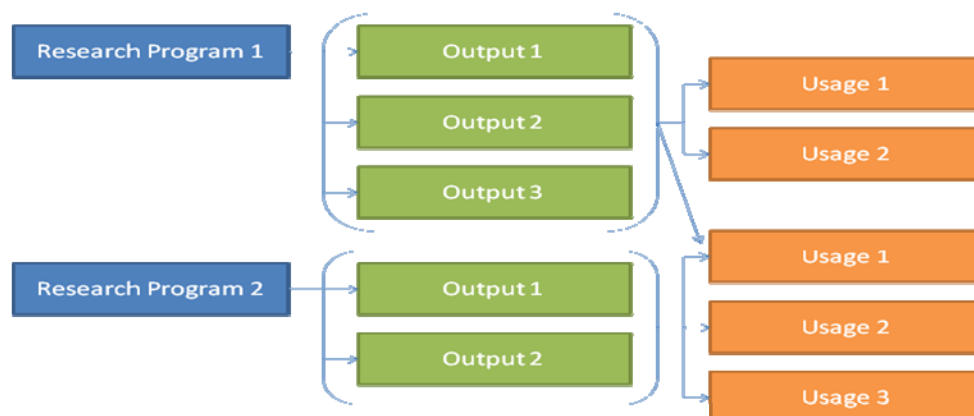 Research Program 1
Output 1
Output 2
Output 3
Usage 1
Usage 2
Research Program 2
Output 1
Output 2
Usage 1
Usage 2
Usage 3